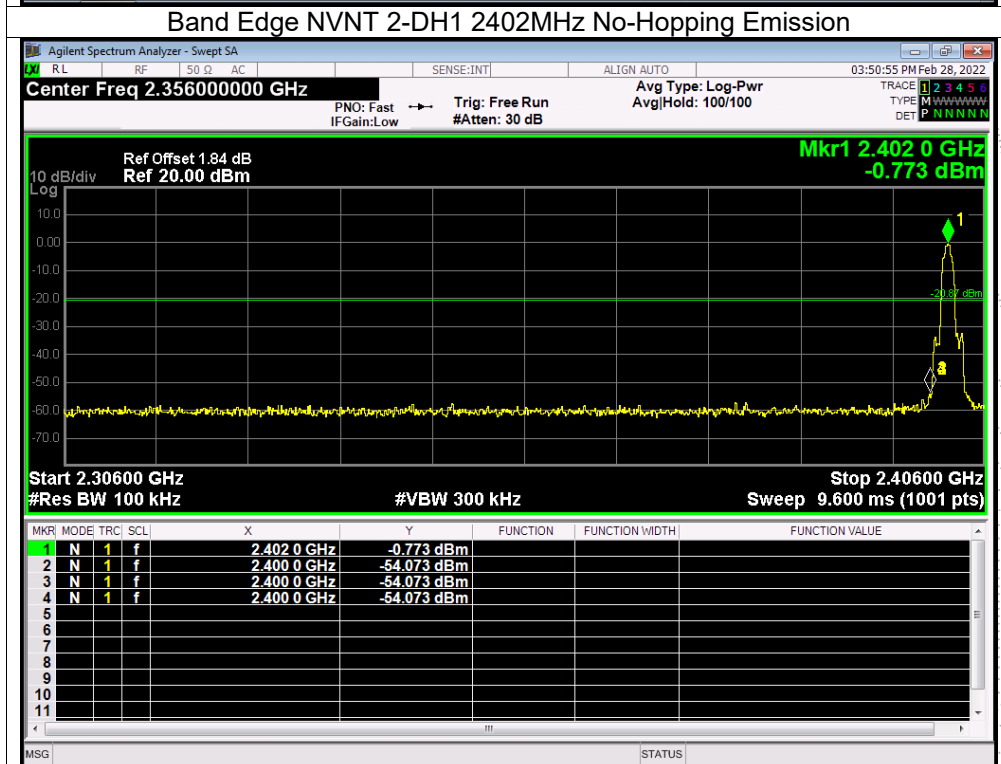 Band Edge NVNT 2-DH1 2402MHz No-Hopping Emission
Agilent Spectrum Analyzer - Swept SA
LXI RL RF 50 Ω AC SENSE:INT ALIGN AUTO 03:50:55 PM Feb 28, 2022
Center Freq 2.356000000 GHz Avg Type: Log-Pwr TRACE 1 2 3 4 5 6
PNO: Fast Trig: Free Run Avg|Hold: 100/100 TYPE M WWWWW
IFGain:Low #Atten: 30 dB DET P N N N N N
Ref Offset 1.84 dB Mkr1 2.402 0 GHz
10 dB/div Ref 20.00 dBm -0.773 dBm
Log
10.0
1
0.00
-10.0
-20.0
-20.87 dBm
-30.0
-40.0
-50.0
-60.0
-70.0
Start 2.30600 GHz Stop 2.40600 GHz
#Res BW 100 kHz #VBW 300 kHz Sweep 9.600 ms (1001 pts)
MKR MODE TRC SCL X Y FUNCTION FUNCTION WIDTH FUNCTION VALUE
1 N 1 f 2.402 0 GHz -0.773 dBm
2 N 1 f 2.400 0 GHz -54.073 dBm
3 N 1 f 2.400 0 GHz -54.073 dBm
4 N 1 f 2.400 0 GHz -54.073 dBm
5
6
7
8
9
10
11
MSG STATUS